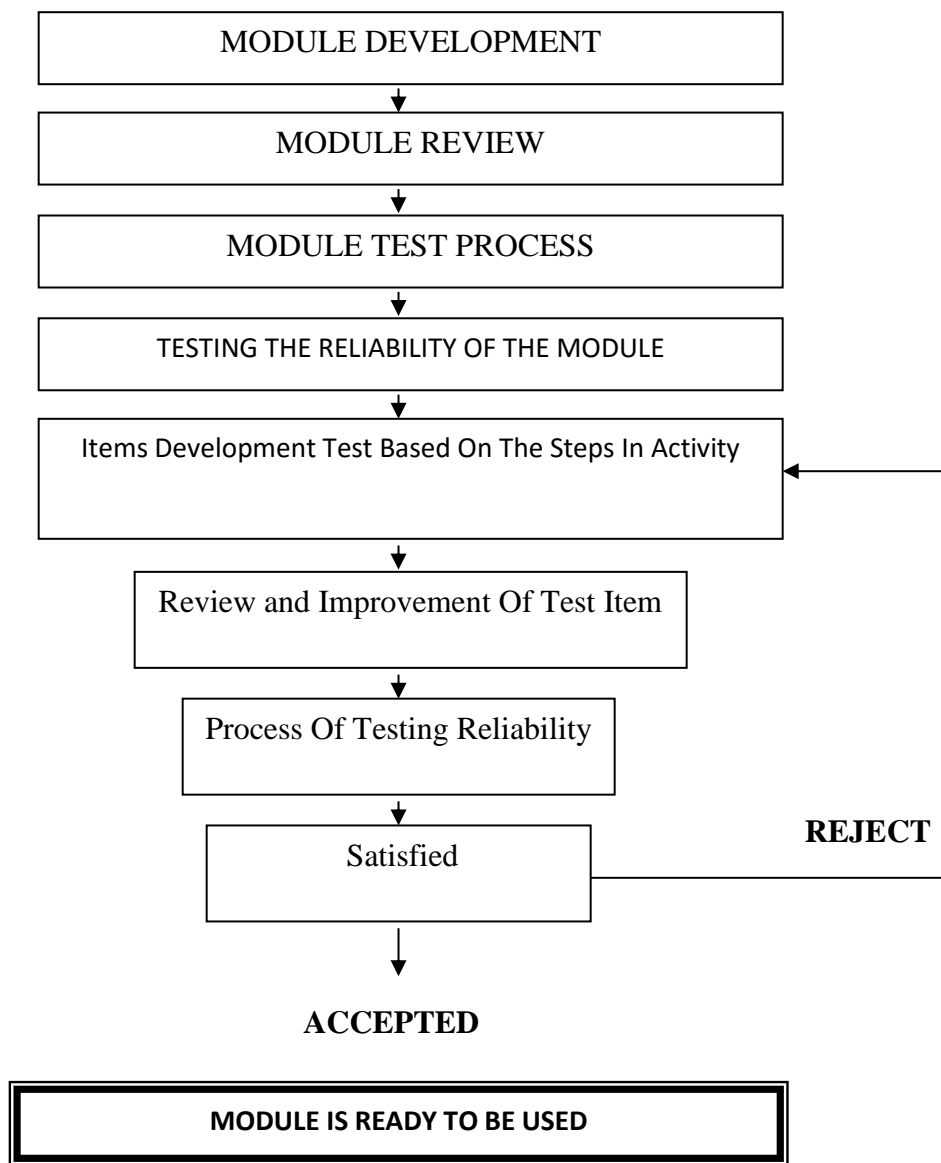 MODULE DEVELOPMENT
MODULE REVIEW
MODULE TEST PROCESS
TESTING THE RELIABILITY OF THE MODULE
Items Development Test Based On The Steps In Activity
Review and Improvement Of Test Item
Process Of Testing Reliability
Satisfied
REJECT
ACCEPTED
MODULE IS READY TO BE USED